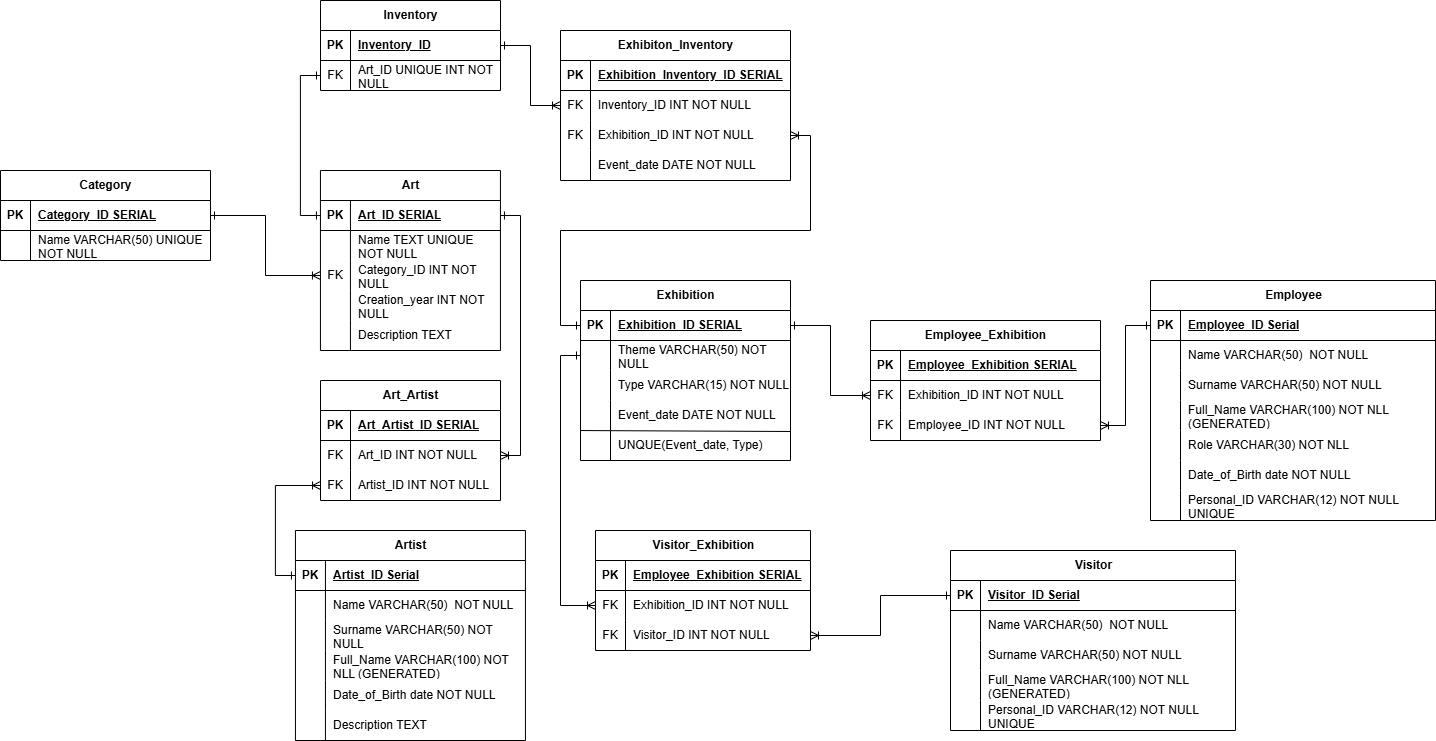 Inventory
PK Inventory_ID
FK Art_ID UNIQUE INT NOT
NULL
Exhibiton_Inventory
PK Exhibition_Inventory_ID SERIAL
FK Inventory_ID INT NOT NULL
FK Exhibition_ID INT NOT NULL
Event_date DATE NOT NULL
Category
PK Category_ID SERIAL
Name VARCHAR(50) UNIQUE
NOT NULL
Art
PK Art_ID SERIAL
Name TEXT UNIQUE
NOT NULL
FK Category_ID INT NOT
NULL
Creation_year INT NOT
NULL
Description TEXT
Exhibition
PK Exhibition_ID SERIAL
Theme VARCHAR(50) NOT
NULL
Type VARCHAR(15) NOT NULL
Event_date DATE NOT NULL
UNQUE(Event_date, Type)
Employee_Exhibition
PK Employee_Exhibition SERIAL
FK Exhibition_ID INT NOT NULL
FK Employee_ID INT NOT NULL
Employee
PK Employee_ID Serial
Name VARCHAR(50) NOT NULL
Surname VARCHAR(50) NOT NULL
Full_Name VARCHAR(100) NOT NLL
(GENERATED)
Role VARCHAR(30) NOT NLL
Date_of_Birth date NOT NULL
Personal_ID VARCHAR(12) NOT NULL
UNIQUE
Art_Artist
PK Art_Artist_ID SERIAL
FK Art_ID INT NOT NULL
FK Artist_ID INT NOT NULL
Artist
PK Artist_ID Serial
Name VARCHAR(50) NOT NULL
Surname VARCHAR(50) NOT
NULL
Full_Name VARCHAR(100) NOT
NLL (GENERATED)
Date_of_Birth date NOT NULL
Description TEXT
Visitor_Exhibition
PK Employee_Exhibition SERIAL
FK Exhibition_ID INT NOT NULL
FK Visitor_ID INT NOT NULL
Visitor
PK Visitor_ID Serial
Name VARCHAR(50) NOT NULL
Surname VARCHAR(50) NOT NULL
Full_Name VARCHAR(100) NOT NLL
(GENERATED)
Personal_ID VARCHAR(12) NOT NULL
UNIQUE